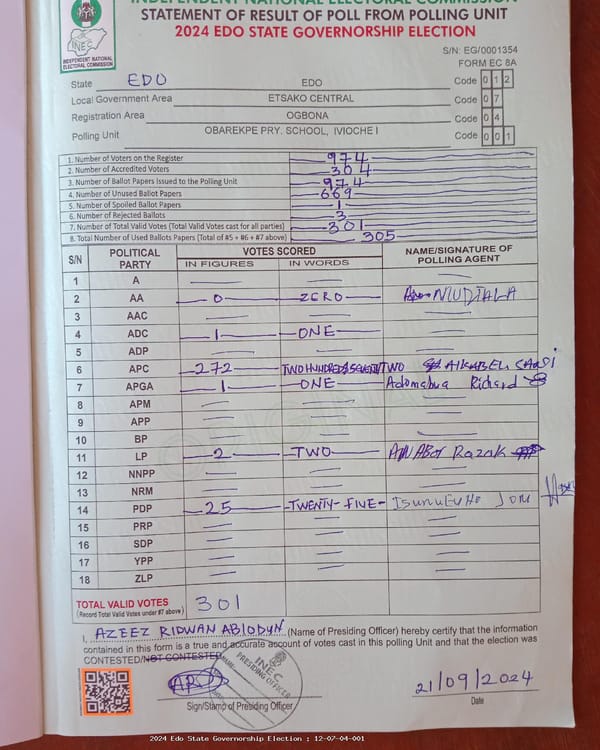 INDEPENDENT NATIONAL ELECTORAL COMMISSION
STATEMENT OF RESULT OF POLL FROM POLLING UNIT
2024 EDO STATE GOVERNORSHIP ELECTION
INEC
INDEPENDENT NATIONAL ELECTORAL COMMISSION
S/N: EG/0001354
FORM EC 8A
State EDO EDO Code 0 1 2
Local Government Area ETSAKO CENTRAL Code 0 7
Registration Area OGBONA Code 0 4
Polling Unit OBAREKPE PRY. SCHOOL, IVIOCHE I Code 0 0 1
1. Number of Voters on the Register 974
2. Number of Accredited Voters 304
3. Number of Ballot Papers Issued to the Polling Unit 974
4. Number of Unused Ballot Papers 669
5. Number of Spoiled Ballot Papers 1
6. Number of Rejected Ballots 3
7. Number of Total Valid Votes (Total Valid Votes cast for all parties) 301
8. Total Number of Used Ballots Papers (Total of #5 + #6 + #7 above) 305
S/N POLITICAL PARTY VOTES SCORED NAME/SIGNATURE OF POLLING AGENT
IN FIGURES IN WORDS
1 A
2 AA 0 ZERO
3 AAC
4 ADC 1 ONE
5 ADP
6 APC 272 TWO HUNDRED SEVENTY TWO
7 APGA 1 ONE Richard
8 APM
9 APP
10 BP
11 LP 2 TWO Razak
12 NNPP
13 NRM
14 PDP 25 TWENTY-FIVE
15 PRP
16 SDP
17 YPP
18 ZLP
TOTAL VALID VOTES 301
(Record Total Valid Votes under #7 above)
I, AZEEZ RIDWAN ABIODUN (Name of Presiding Officer) hereby certify that the information
contained in this form is a true and accurate account of votes cast in this polling Unit and that the election was
CONTESTED/NOT CONTESTED
INEC
PRESIDING OFFICER
21/09/2024
Sign/Stamp of Presiding Officer Date
2024 Edo State Governorship Election : 12-07-04-001